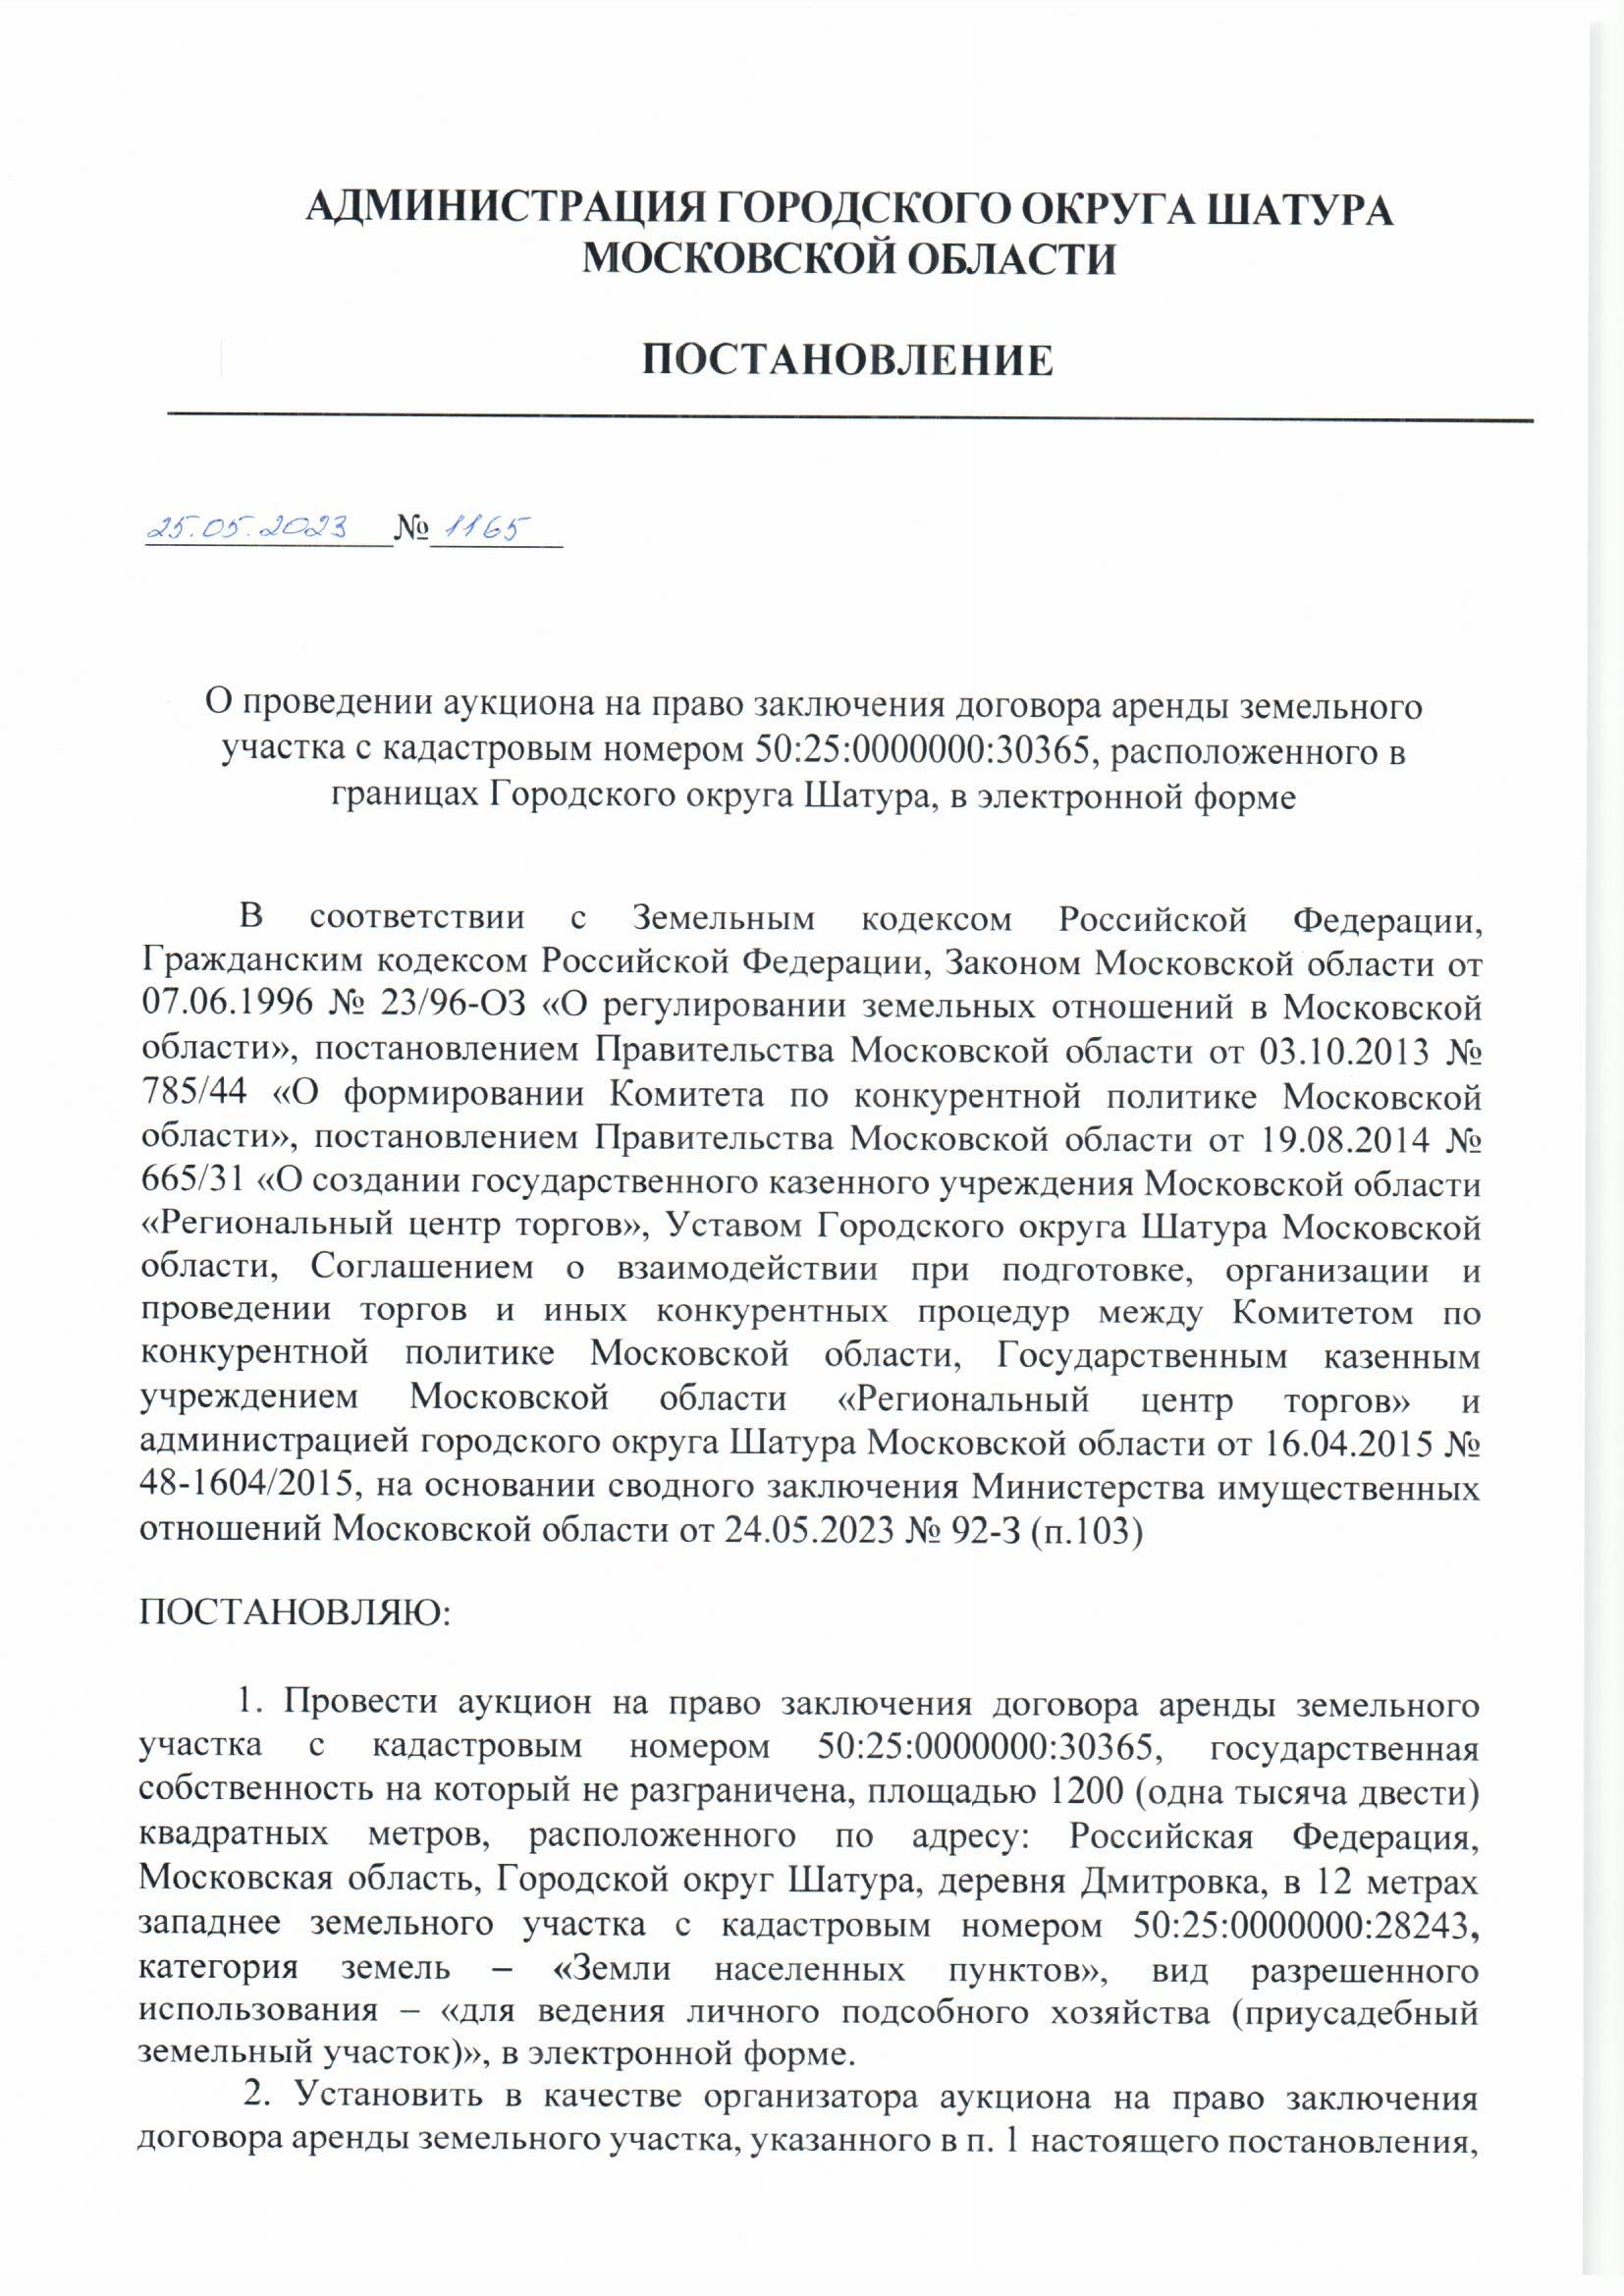 АДМИНИСТРАЦИЯ ГОРОДСКОГО ОКРУГА ШАТУРА
МОСКОВСКОЙ ОБЛАСТИ
ПОСТАНОВЛЕНИЕ
25.05.2023 № 1165
О проведении аукциона на право заключения договора аренды земельного
участка с кадастровым номером 50:25:0000000:30365, расположенного в
границах Городского округа Шатура, в электронной форме
В соответствии с Земельным кодексом Российской Федерации,
Гражданским кодексом Российской Федерации, Законом Московской области от
07.06.1996 № 23/96-ОЗ «О регулировании земельных отношений в Московской
области», постановлением Правительства Московской области от 03.10.2013 №
785/44 «О формировании Комитета по конкурентной политике Московской
области», постановлением Правительства Московской области от 19.08.2014 №
665/31 «О создании государственного казенного учреждения Московской области
«Региональный центр торгов», Уставом Городского округа Шатура Московской
области, Соглашением о взаимодействии при подготовке, организации и
проведении торгов и иных конкурентных процедур между Комитетом по
конкурентной политике Московской области, Государственным казенным
учреждением Московской области «Региональный центр торгов» и
администрацией городского округа Шатура Московской области от 16.04.2015 №
48-1604/2015, на основании сводного заключения Министерства имущественных
отношений Московской области от 24.05.2023 № 92-З (п.103)
ПОСТАНОВЛЯЮ:
1. Провести аукцион на право заключения договора аренды земельного
участка с кадастровым номером 50:25:0000000:30365, государственная
собственность на который не разграничена, площадью 1200 (одна тысяча двести)
квадратных метров, расположенного по адресу: Российская Федерация,
Московская область, Городской округ Шатура, деревня Дмитровка, в 12 метрах
западнее земельного участка с кадастровым номером 50:25:0000000:28243,
категория земель – «Земли населенных пунктов», вид разрешенного
использования – «для ведения личного подсобного хозяйства (приусадебный
земельный участок)», в электронной форме.
2. Установить в качестве организатора аукциона на право заключения
договора аренды земельного участка, указанного в п. 1 настоящего постановления,